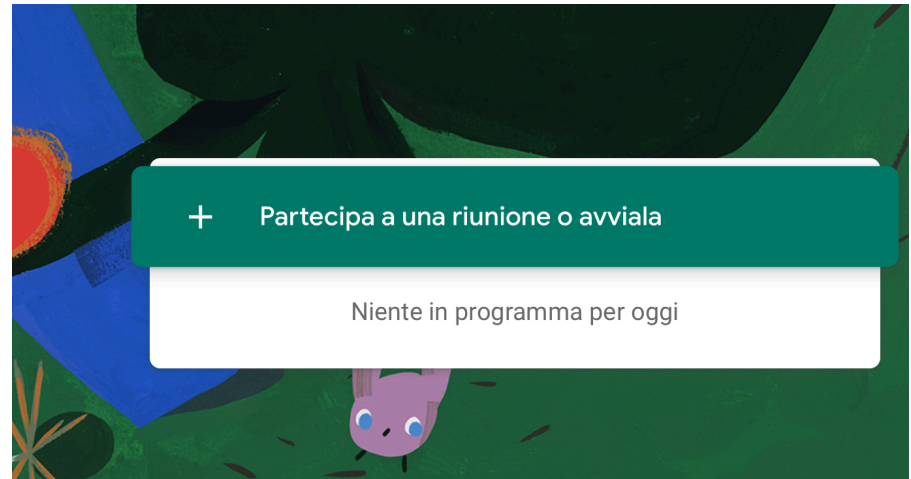 Partecipa a una riunione o avviala
Niente in programma per oggi